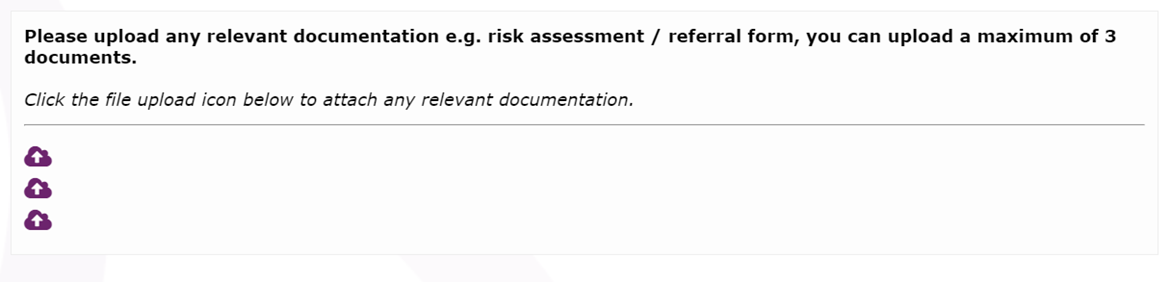 Please upload any relevant documentation e.g. risk assessment / referral form, you can upload a maximum of 3
documents.
Click the file upload icon below to attach any relevant documentation.